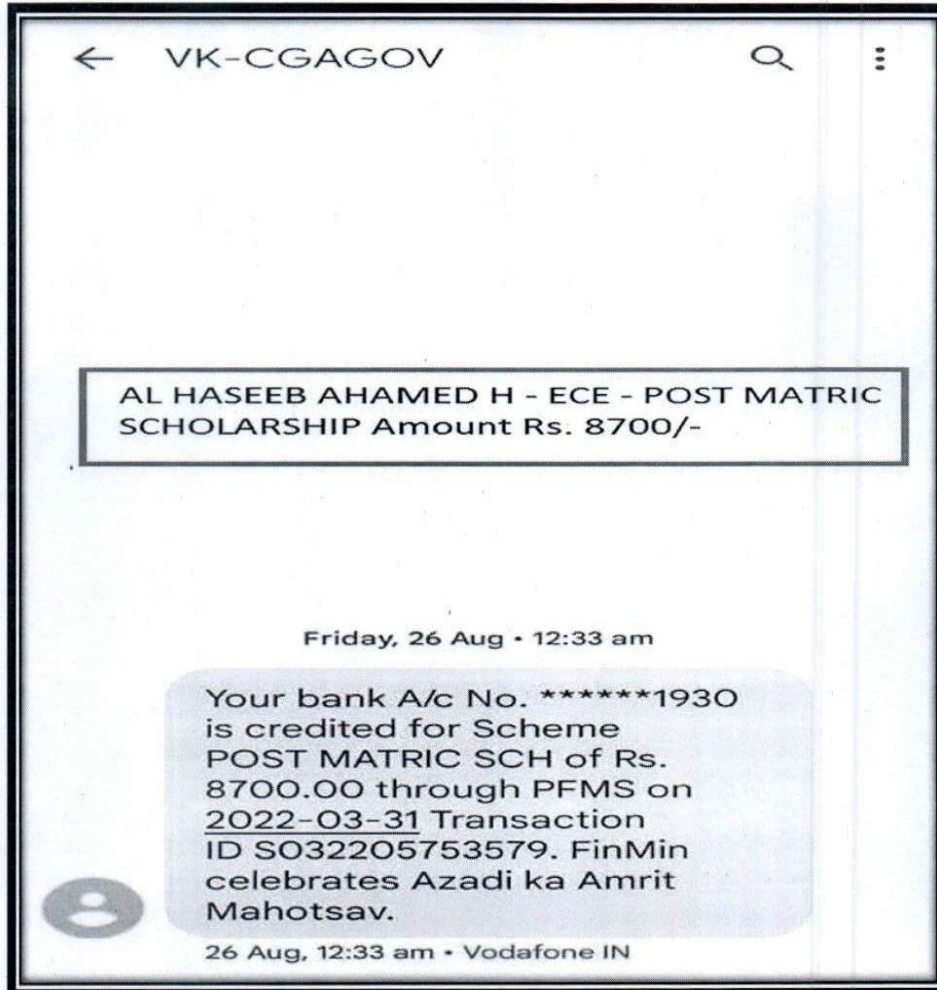 VK-CGAGOV
AL HASEEB AHAMED H - ECE - POST MATRIC
SCHOLARSHIP Amount Rs. 8700/-
Friday, 26 Aug • 12:33 am
Your bank A/c No. ******1930
is credited for Scheme
POST MATRIC SCH of Rs.
8700.00 through PFMS on
2022-03-31 Transaction
ID S032205753579. FinMin
celebrates Azadi ka Amrit
Mahotsav.
26 Aug, 12:33 am • Vodafone IN